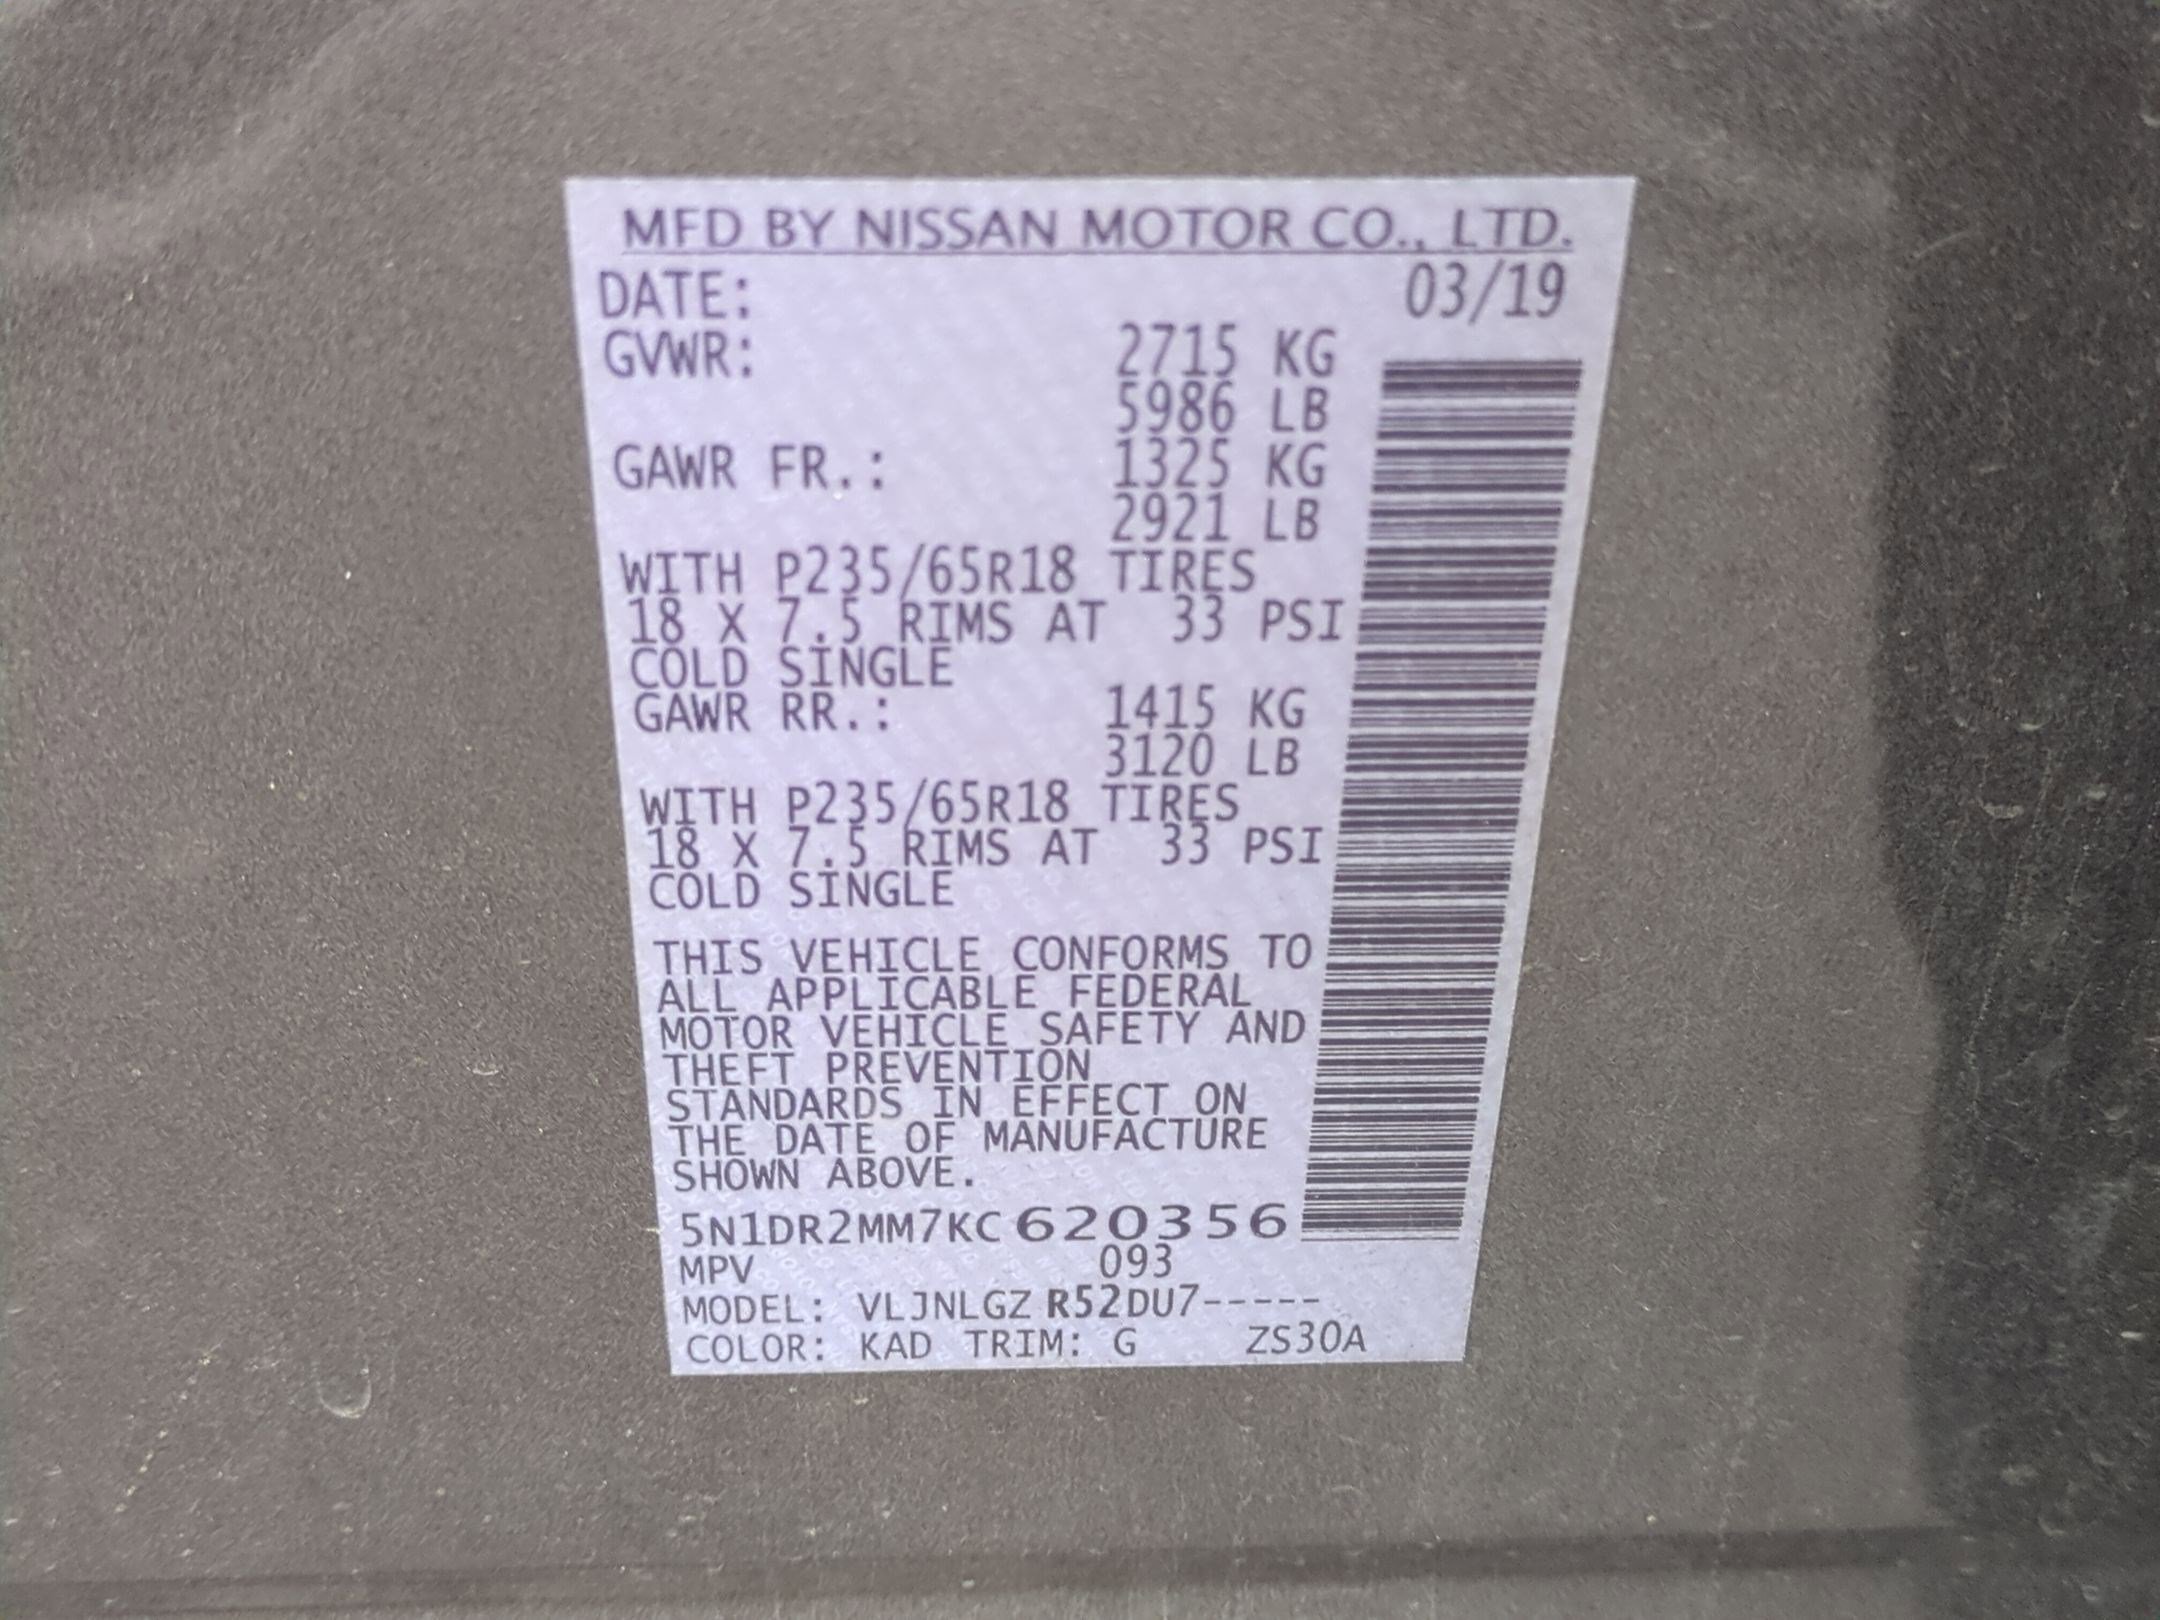 MFD BY NISSAN MOTOR CO., LTD.
DATE: 03/19
GVWR: 2715 KG
5986 LB
GAWR FR.: 1325 KG
2921 LB
WITH P235/65R18 TIRES
18 X 7.5 RIMS AT 33 PSI
COLD SINGLE
GAWR RR.: 1415 KG
3120 LB
WITH P235/65R18 TIRES
18 X 7.5 RIMS AT 33 PSI
COLD SINGLE
THIS VEHICLE CONFORMS TO
ALL APPLICABLE FEDERAL
MOTOR VEHICLE SAFETY AND
THEFT PREVENTION
STANDARDS IN EFFECT ON
THE DATE OF MANUFACTURE
SHOWN ABOVE.
5N1DR2MM7KC620356
MPV 093
MODEL: VLJNLGZ R52DU7-----
COLOR: KAD TRIM: G ZS30A